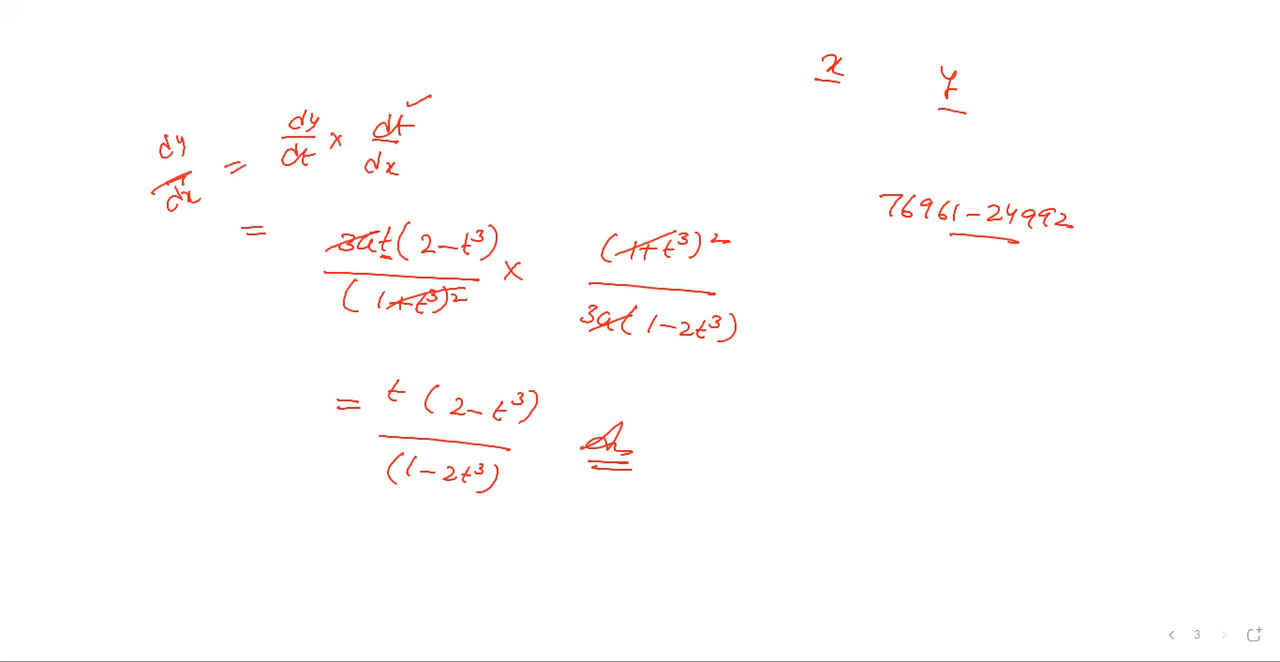 x y
dy/dx = dy/dt × dt/dx ✓
76961-24992
= 3at(2-t³)/(1+t³)² × (1+t³)²/3a(1-2t³)
= t(2-t³)/(1-2t³) Ans
3